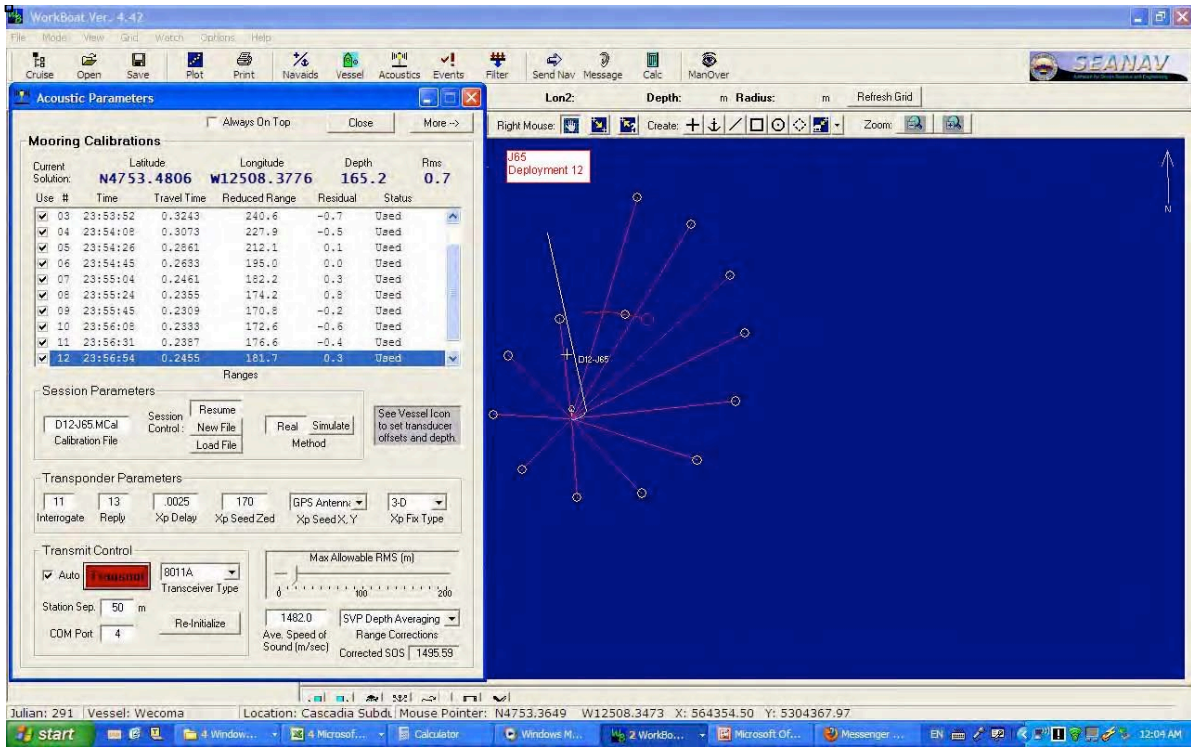 WorkBoat Ver. 4.42
File Mode View Grid Watch Options Help
Cruise Open Save Plot Print Navaids Vessel Acoustics Events Filter Send Nav Message Calc ManOver
SEANAV
Acoustic Parameters
Lon2: Depth: m Radius: m Refresh Grid
Always On Top Close More -->
Right Mouse: Create: Zoom:
Mooring Calibrations
Latitude Longitude Depth Rms
Current Solution: N4753.4806 W12508.3776 165.2 0.7
Use # Time Travel Time Reduced Range Residual Status
03 23:53:52 0.3243 240.6 -0.7 Used
04 23:54:08 0.3073 227.9 -0.5 Used
05 23:54:26 0.2861 212.1 0.1 Used
06 23:54:45 0.2633 195.0 0.0 Used
07 23:55:04 0.2461 182.2 0.3 Used
08 23:55:24 0.2355 174.2 0.8 Used
09 23:55:45 0.2309 170.8 -0.2 Used
10 23:56:08 0.2333 172.6 -0.6 Used
11 23:56:31 0.2387 176.6 -0.4 Used
12 23:56:54 0.2455 181.7 0.3 Used
Ranges
J65
Deployment 12
N
D12-J65
Session Parameters
D12-J65.MCal
Calibration File
Session Control:
Resume
New File
Load File
Real Simulate
Method
See Vessel Icon
to set transducer
offsets and depth.
Transponder Parameters
11 13 .0025 170 GPS Antenn 3-D
Interrogate Reply Xp Delay Xp Seed Zed Xp Seed X,Y Xp Fix Type
Transmit Control
Auto Transmit 8011A
Transceiver Type
Station Sep. 50 m
COM Port 4
Re-Initialize
Max Allowable RMS (m)
0 100 200
1482.0 SVP Depth Averaging
Ave. Speed of Sound (m/sec)
Range Corrections
Corrected SOS 1495.59
Julian: 291 Vessel: Wecoma Location: Cascadia Subdu Mouse Pointer: N4753.3649 W12508.3473 X: 564354.50 Y: 5304367.97
start 4 Window... 4 Microsof... Calculator Windows M... 2 WorkBo... Microsoft Of... Messenger ... EN 12:04 AM